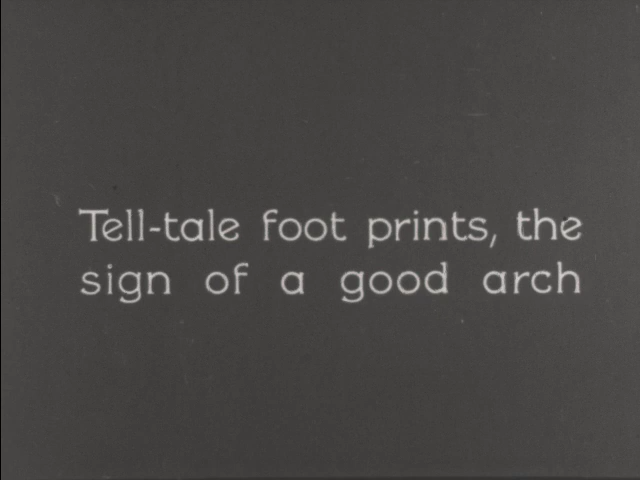 Tell-tale foot prints, the
sign of a good arch